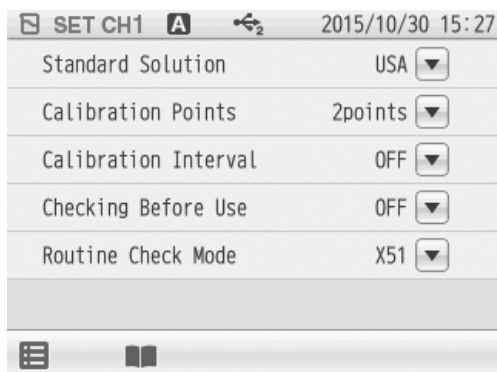 SET CH1 A 2 2015/10/30 15:27
Standard Solution USA
Calibration Points 2points
Calibration Interval OFF
Checking Before Use OFF
Routine Check Mode X51